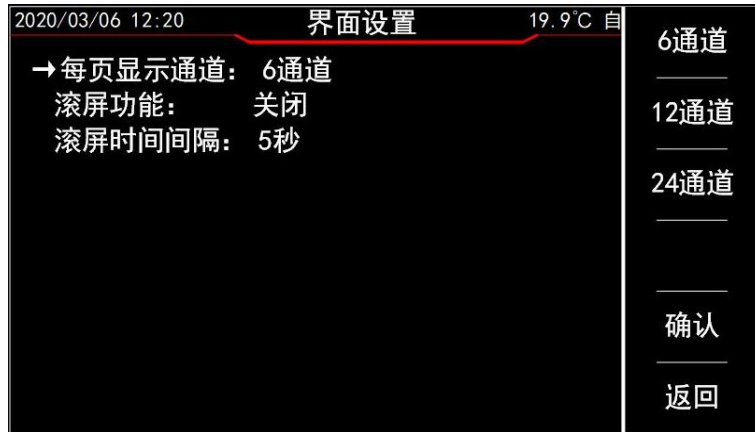 2020/03/06 12:20 界面设置 19.9℃ 自
→每页显示通道： 6通道
滚屏功能： 关闭
滚屏时间间隔： 5秒
6通道
12通道
24通道
确认
返回